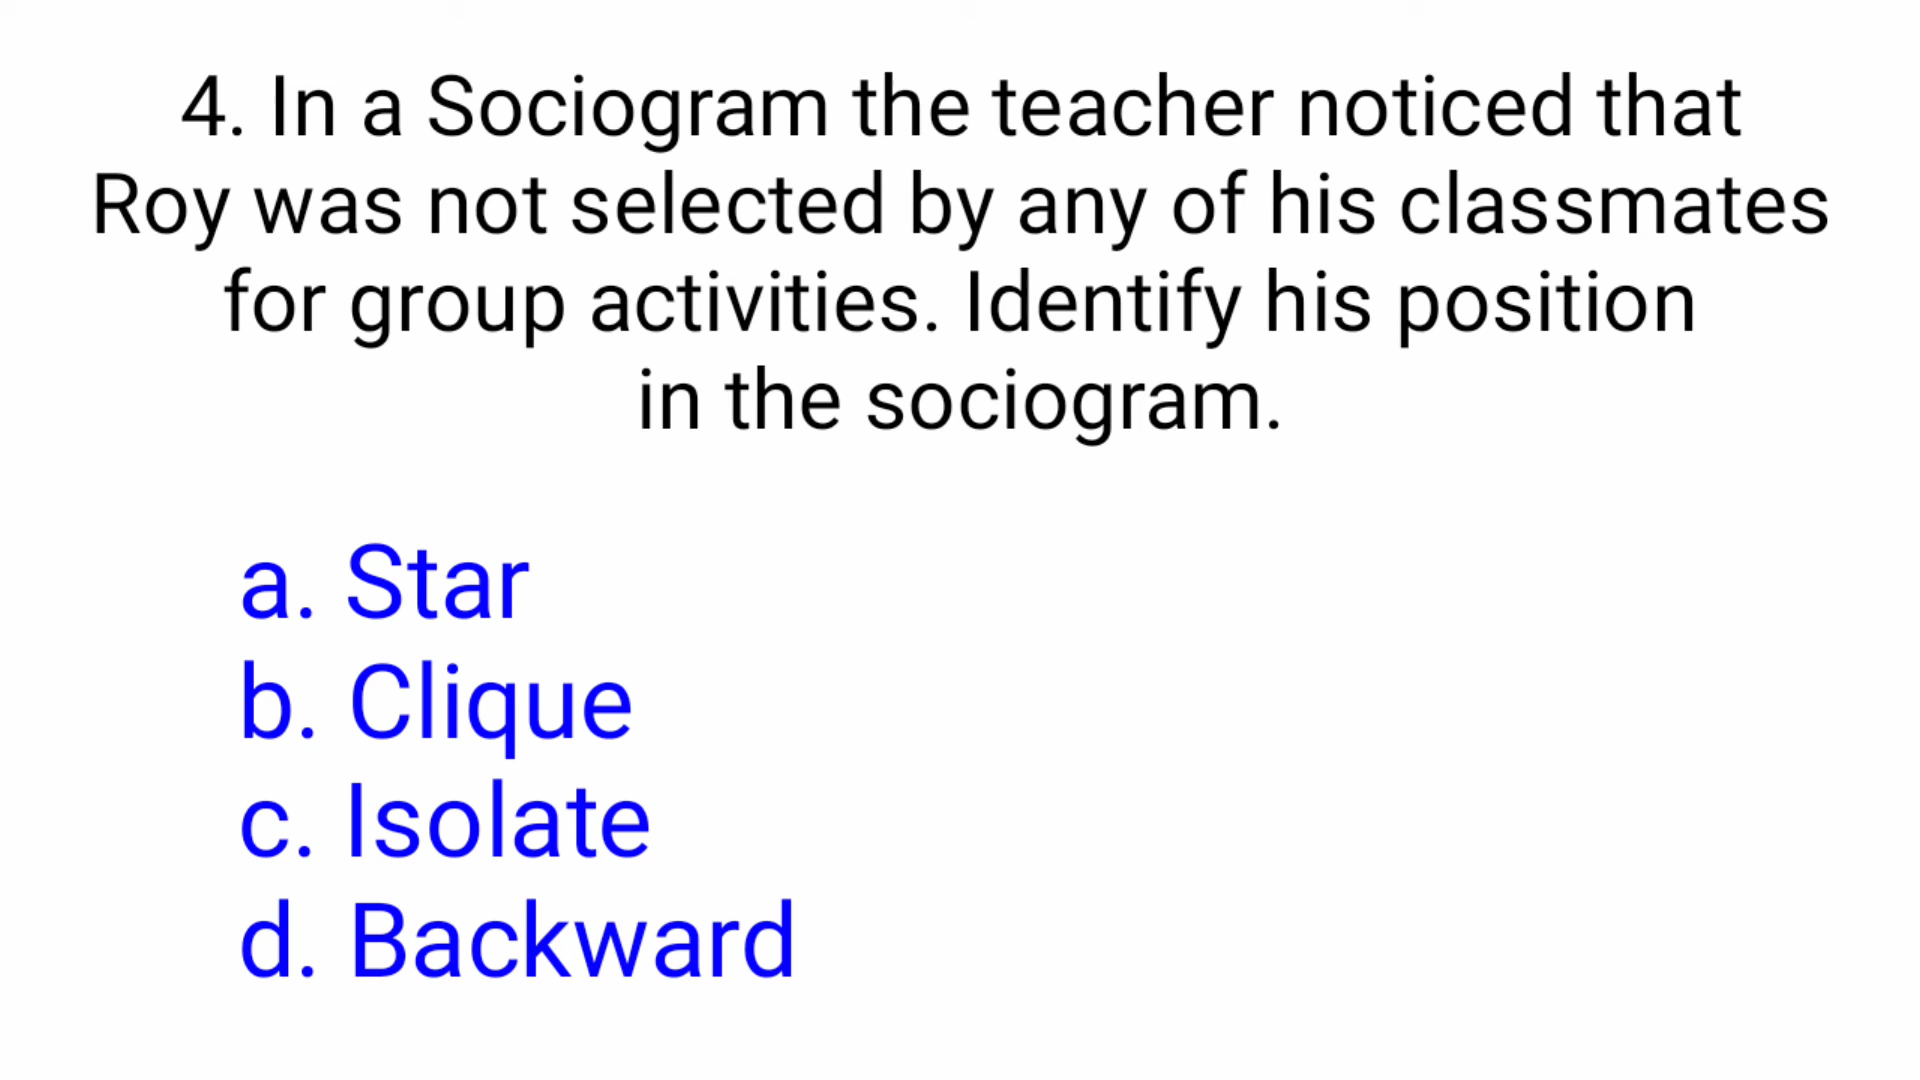 4. In a Sociogram the teacher noticed that
Roy was not selected by any of his classmates
for group activities. Identify his position
in the sociogram.
a. Star
b. Clique
c. Isolate
d. Backward